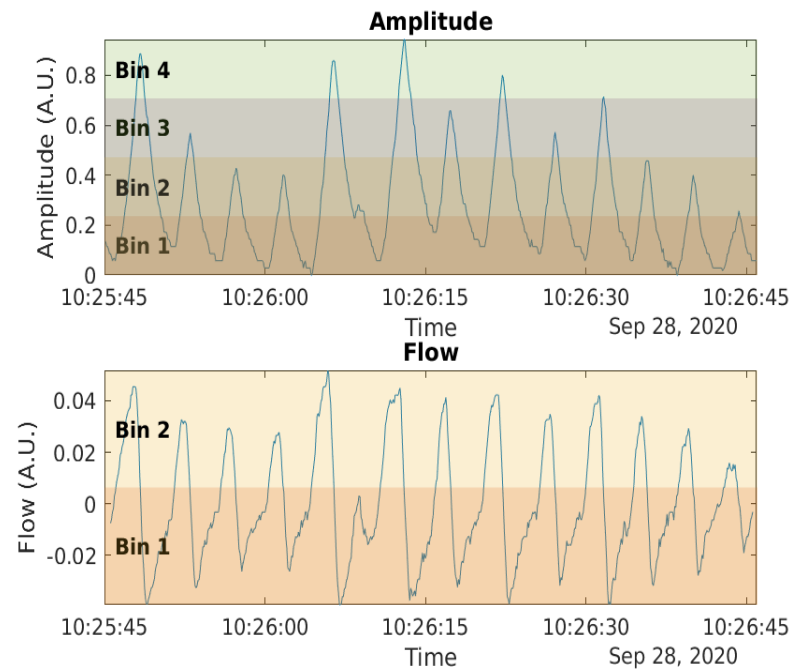 Amplitude
Amplitude (A.U.)
0.8
0.6
0.4
0.2
0
Bin 4
Bin 3
Bin 2
Bin 1
10:25:45 10:26:00 10:26:15 10:26:30 10:26:45
Time
Sep 28, 2020
Flow
Flow (A.U.)
0.04
0.02
0
-0.02
Bin 2
Bin 1
10:25:45 10:26:00 10:26:15 10:26:30 10:26:45
Time
Sep 28, 2020